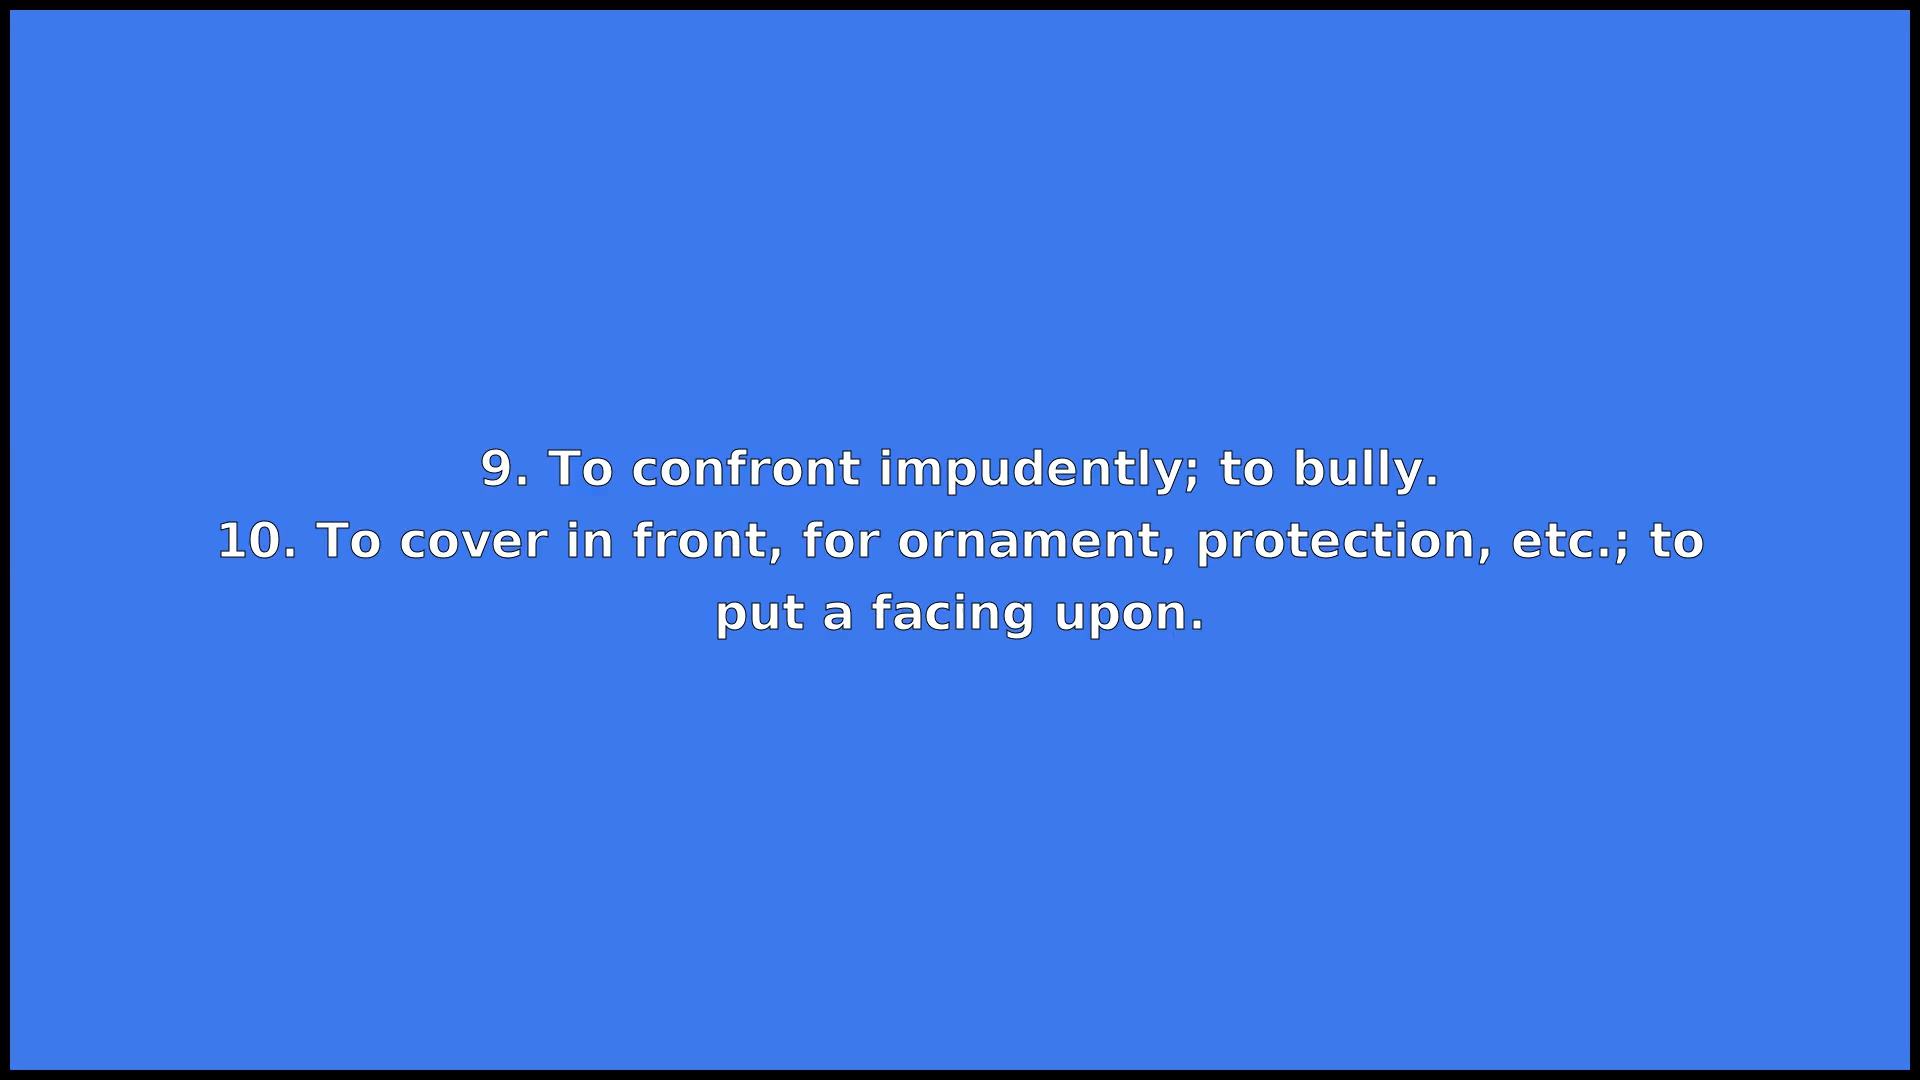 9. To confront impudently; to bully.
10. To cover in front, for ornament, protection, etc.; to
put a facing upon.